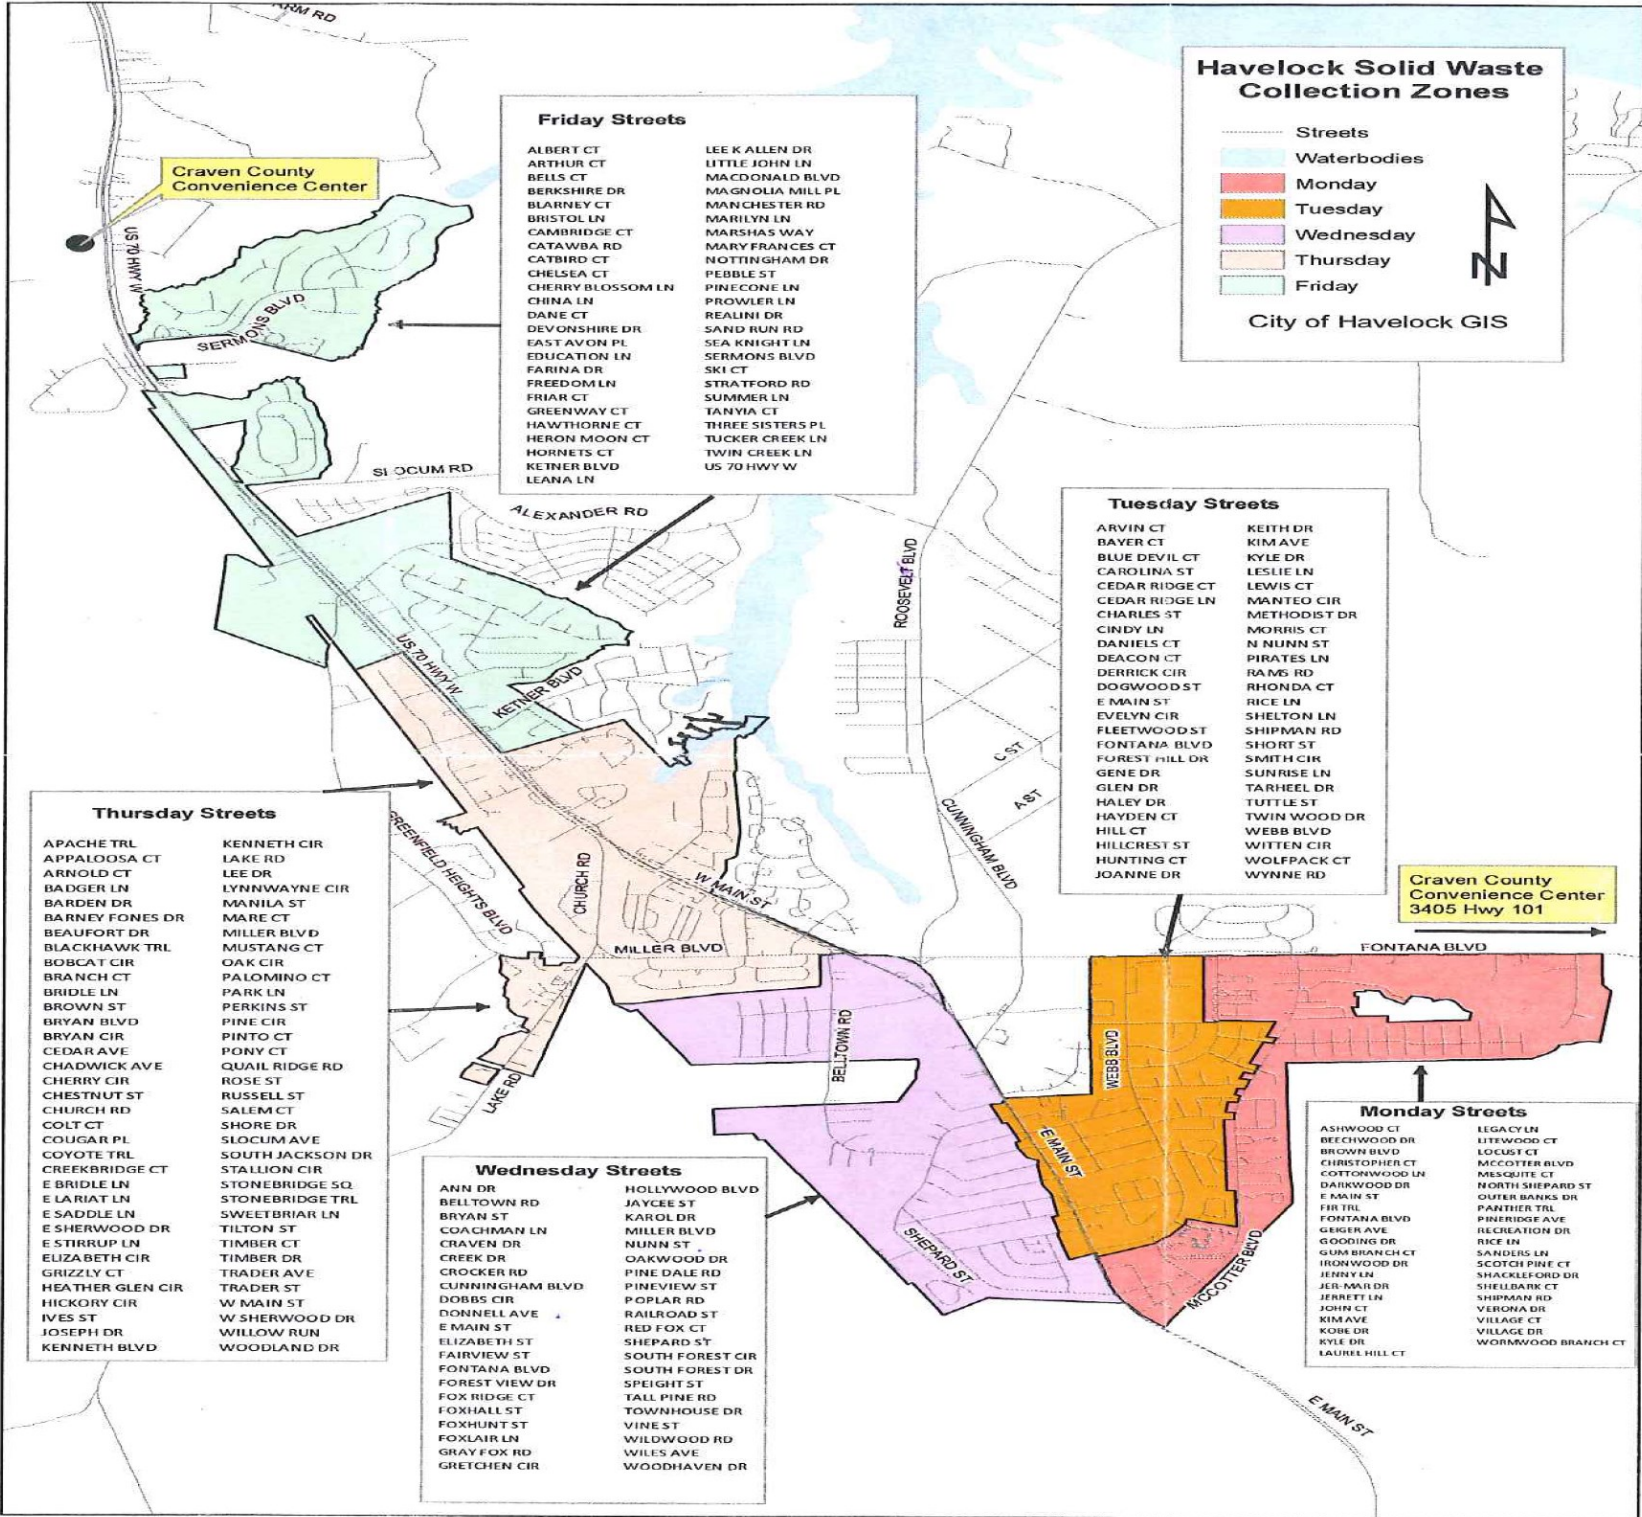 ARM RD
Havelock Solid Waste
Collection Zones
Streets
Waterbodies
Monday
Tuesday
Wednesday
Thursday
Friday
N
City of Havelock GIS
Craven County
Convenience Center
US 70 HWY W
SERMONS BLVD
Friday Streets
ALBERT CT
ARTHUR CT
BELLS CT
BERKSHIRE DR
BLARNEY CT
BRISTOL LN
CAMBRIDGE CT
CATAWBA RD
CATBIRD CT
CHELSEA CT
CHERRY BLOSSOM LN
CHINA LN
DANE CT
DEVONSHIRE DR
EAST AVON PL
EDUCATION LN
FARINA DR
FREEDOM LN
FRIAR CT
GREENWAY CT
HAWTHORNE CT
HERON MOON CT
HORNETS CT
KETNER BLVD
LEANA LN
LEE K ALLEN DR
LITTLE JOHN LN
MACDONALD BLVD
MAGNOLIA MILL PL
MANCHESTER RD
MARILYN LN
MARSHAS WAY
MARY FRANCES CT
NOTTINGHAM DR
PEBBLE ST
PINECONE LN
PROWLER LN
REALINI DR
SAND RUN RD
SEA KNIGHT LN
SERMONS BLVD
SKI CT
STRATFORD RD
SUMMER LN
TANYIA CT
THREE SISTERS PL
TUCKER CREEK LN
TWIN CREEK LN
US 70 HWY W
SLOCUM RD
ALEXANDER RD
US 70 HWY W
KETNER BLVD
ROOSEVELT BLVD
C ST
A ST
CUNNINGHAM BLVD
Tuesday Streets
ARVIN CT
BAYER CT
BLUE DEVIL CT
CAROLINA ST
CEDAR RIDGE CT
CEDAR RIDGE LN
CHARLES ST
CINDY LN
DANIELS CT
DEACON CT
DERRICK CIR
DOGWOOD ST
E MAIN ST
EVELYN CIR
FLEETWOOD ST
FONTANA BLVD
FOREST HILL DR
GENE DR
GLEN DR
HALEY DR
HAYDEN CT
HILL CT
HILLCREST ST
HUNTING CT
JOANNE DR
KEITH DR
KIM AVE
KYLE DR
LESLIE LN
LEWIS CT
MANTEO CIR
METHODIST DR
MORRIS CT
N NUNN ST
PIRATES LN
RAMS RD
RHONDA CT
RICE LN
SHELTON LN
SHIPMAN RD
SHORT ST
SMITH CIR
SUNRISE LN
TARHEEL DR
TUTTLE ST
TWIN WOOD DR
WEBB BLVD
WITTEN CIR
WOLFPACK CT
WYNNE RD
Craven County
Convenience Center
3405 Hwy 101
FONTANA BLVD
GREENFIELD HEIGHTS BLVD
CHURCH RD
W MAIN ST
MILLER BLVD
LAKE RD
BELLTOWN RD
WEBB BLVD
E MAIN ST
SHEPARD ST
MCCOTTER BLVD
E MAIN ST
Thursday Streets
APACHE TRL
APPALOOSA CT
ARNOLD CT
BADGER LN
BARDEN DR
BARNEY FONES DR
BEAUFORT DR
BLACKHAWK TRL
BOBCAT CIR
BRANCH CT
BRIDLE LN
BROWN ST
BRYAN BLVD
BRYAN CIR
CEDAR AVE
CHADWICK AVE
CHERRY CIR
CHESTNUT ST
CHURCH RD
COLT CT
COUGAR PL
COYOTE TRL
CREEKBRIDGE CT
E BRIDLE LN
E LARIAT LN
E SADDLE LN
E SHERWOOD DR
E STIRRUP LN
ELIZABETH CIR
GRIZZLY CT
HEATHER GLEN CIR
HICKORY CIR
IVES ST
JOSEPH DR
KENNETH BLVD
KENNETH CIR
LAKE RD
LEE DR
LYNNWAYNE CIR
MANILA ST
MARE CT
MILLER BLVD
MUSTANG CT
OAK CIR
PALOMINO CT
PARK LN
PERKINS ST
PINE CIR
PINTO CT
PONY CT
QUAIL RIDGE RD
ROSE ST
RUSSELL ST
SALEM CT
SHORE DR
SLOCUM AVE
SOUTH JACKSON DR
STALLION CIR
STONEBRIDGE SQ
STONEBRIDGE TRL
SWEETBRIAR LN
TILTON ST
TIMBER CT
TIMBER DR
TRADER AVE
TRADER ST
W MAIN ST
W SHERWOOD DR
WILLOW RUN
WOODLAND DR
Wednesday Streets
ANN DR
BELLTOWN RD
BRYAN ST
COACHMAN LN
CRAVEN DR
CREEK DR
CROCKER RD
CUNNINGHAM BLVD
DOBBS CIR
DONNELL AVE
E MAIN ST
ELIZABETH ST
FAIRVIEW ST
FONTANA BLVD
FOREST VIEW DR
FOX RIDGE CT
FOXHALL ST
FOXHUNT ST
FOXLAIR LN
GRAY FOX RD
GRETCHEN CIR
HOLLYWOOD BLVD
JAYCEE ST
KAROL DR
MILLER BLVD
NUNN ST
OAKWOOD DR
PINE DALE RD
PINEVIEW ST
POPLAR RD
RAILROAD ST
RED FOX CT
SHEPARD ST
SOUTH FOREST CIR
SOUTH FOREST DR
SPEIGHT ST
TALL PINE RD
TOWNHOUSE DR
VINE ST
WILDWOOD RD
WILES AVE
WOODHAVEN DR
Monday Streets
ASHWOOD CT
BEECHWOOD DR
BROWN BLVD
CHRISTOPHER CT
COTTONWOOD LN
DARKWOOD DR
E MAIN ST
FIR TRL
FONTANA BLVD
GEIGER AVE
GOODING DR
GUM BRANCH CT
IRONWOOD DR
JENNY LN
JER-MAR DR
JERRETT LN
JOHN CT
KIM AVE
KOBE DR
KYLE DR
LAUREL HILL CT
LEGACY LN
LITEWOOD CT
LOCUST CT
MCCOTTER BLVD
MESQUITE CT
NORTH SHEPARD ST
OUTER BANKS DR
PANTHER TRL
PINERIDGE AVE
RECREATION DR
RICE LN
SANDERS LN
SCOTCH PINE CT
SHACKLEFORD DR
SHELLBARK CT
SHIPMAN RD
VERONA DR
VILLAGE CT
VILLAGE DR
WORMWOOD BRANCH CT